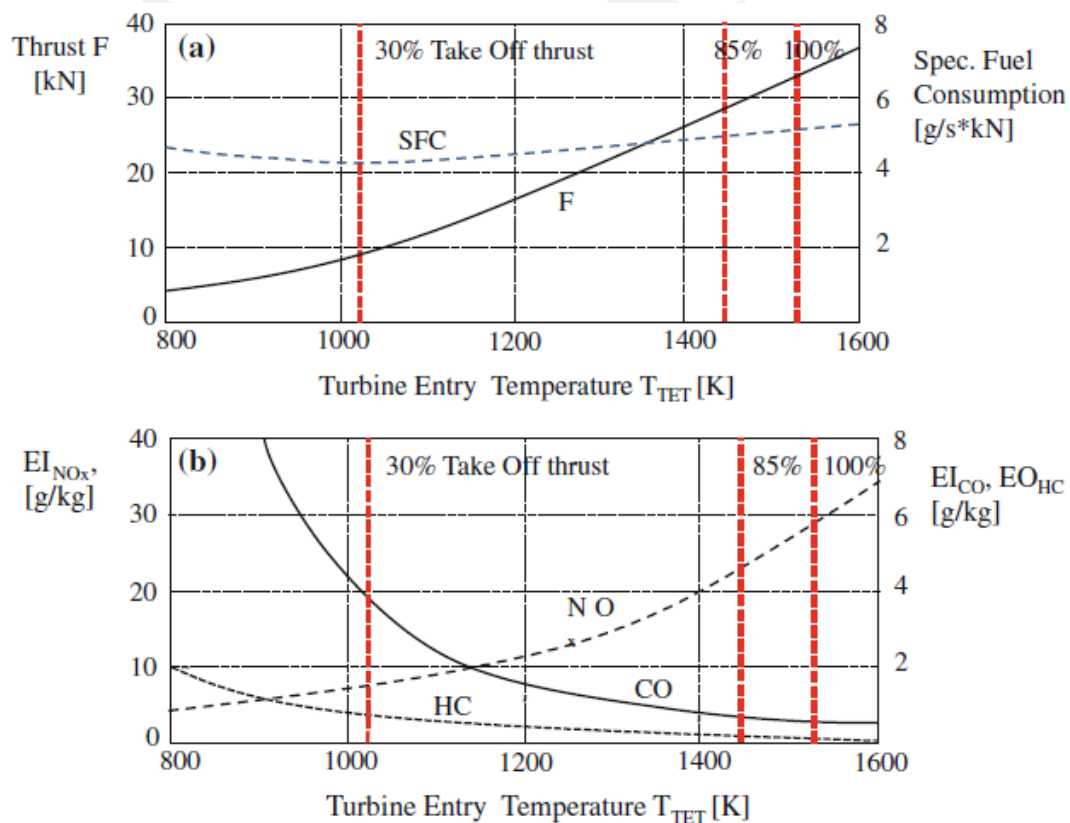 Thrust F
[kN]
40
30
20
10
0
(a)
30% Take Off thrust
85%
100%
SFC
F
8
6
4
2
Spec. Fuel
Consumption
[g/s*kN]
800
1000
1200
1400
1600
Turbine Entry Temperature T_TET [K]
EI_NOx,
[g/kg]
40
30
20
10
0
(b)
30% Take Off thrust
85%
100%
N O
x
CO
HC
8
6
4
2
0
EI_CO, EO_HC
[g/kg]
800
1000
1200
1400
1600
Turbine Entry Temperature T_TET [K]